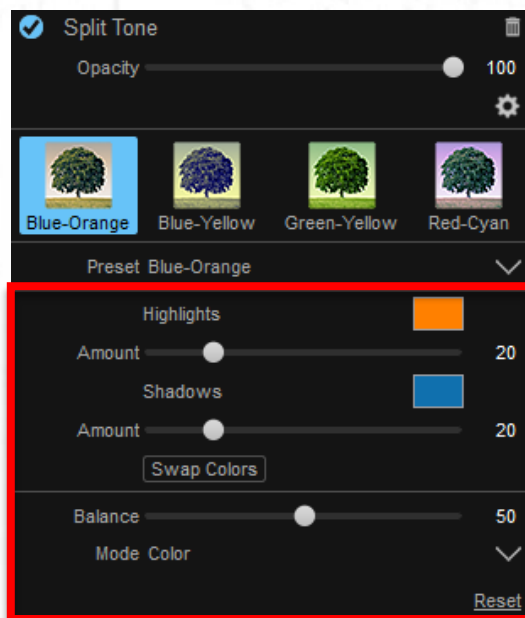 Split Tone
Opacity 100
Blue-Orange Blue-Yellow Green-Yellow Red-Cyan
Preset Blue-Orange
Highlights
Amount 20
Shadows
Amount 20
Swap Colors
Balance 50
Mode Color
Reset